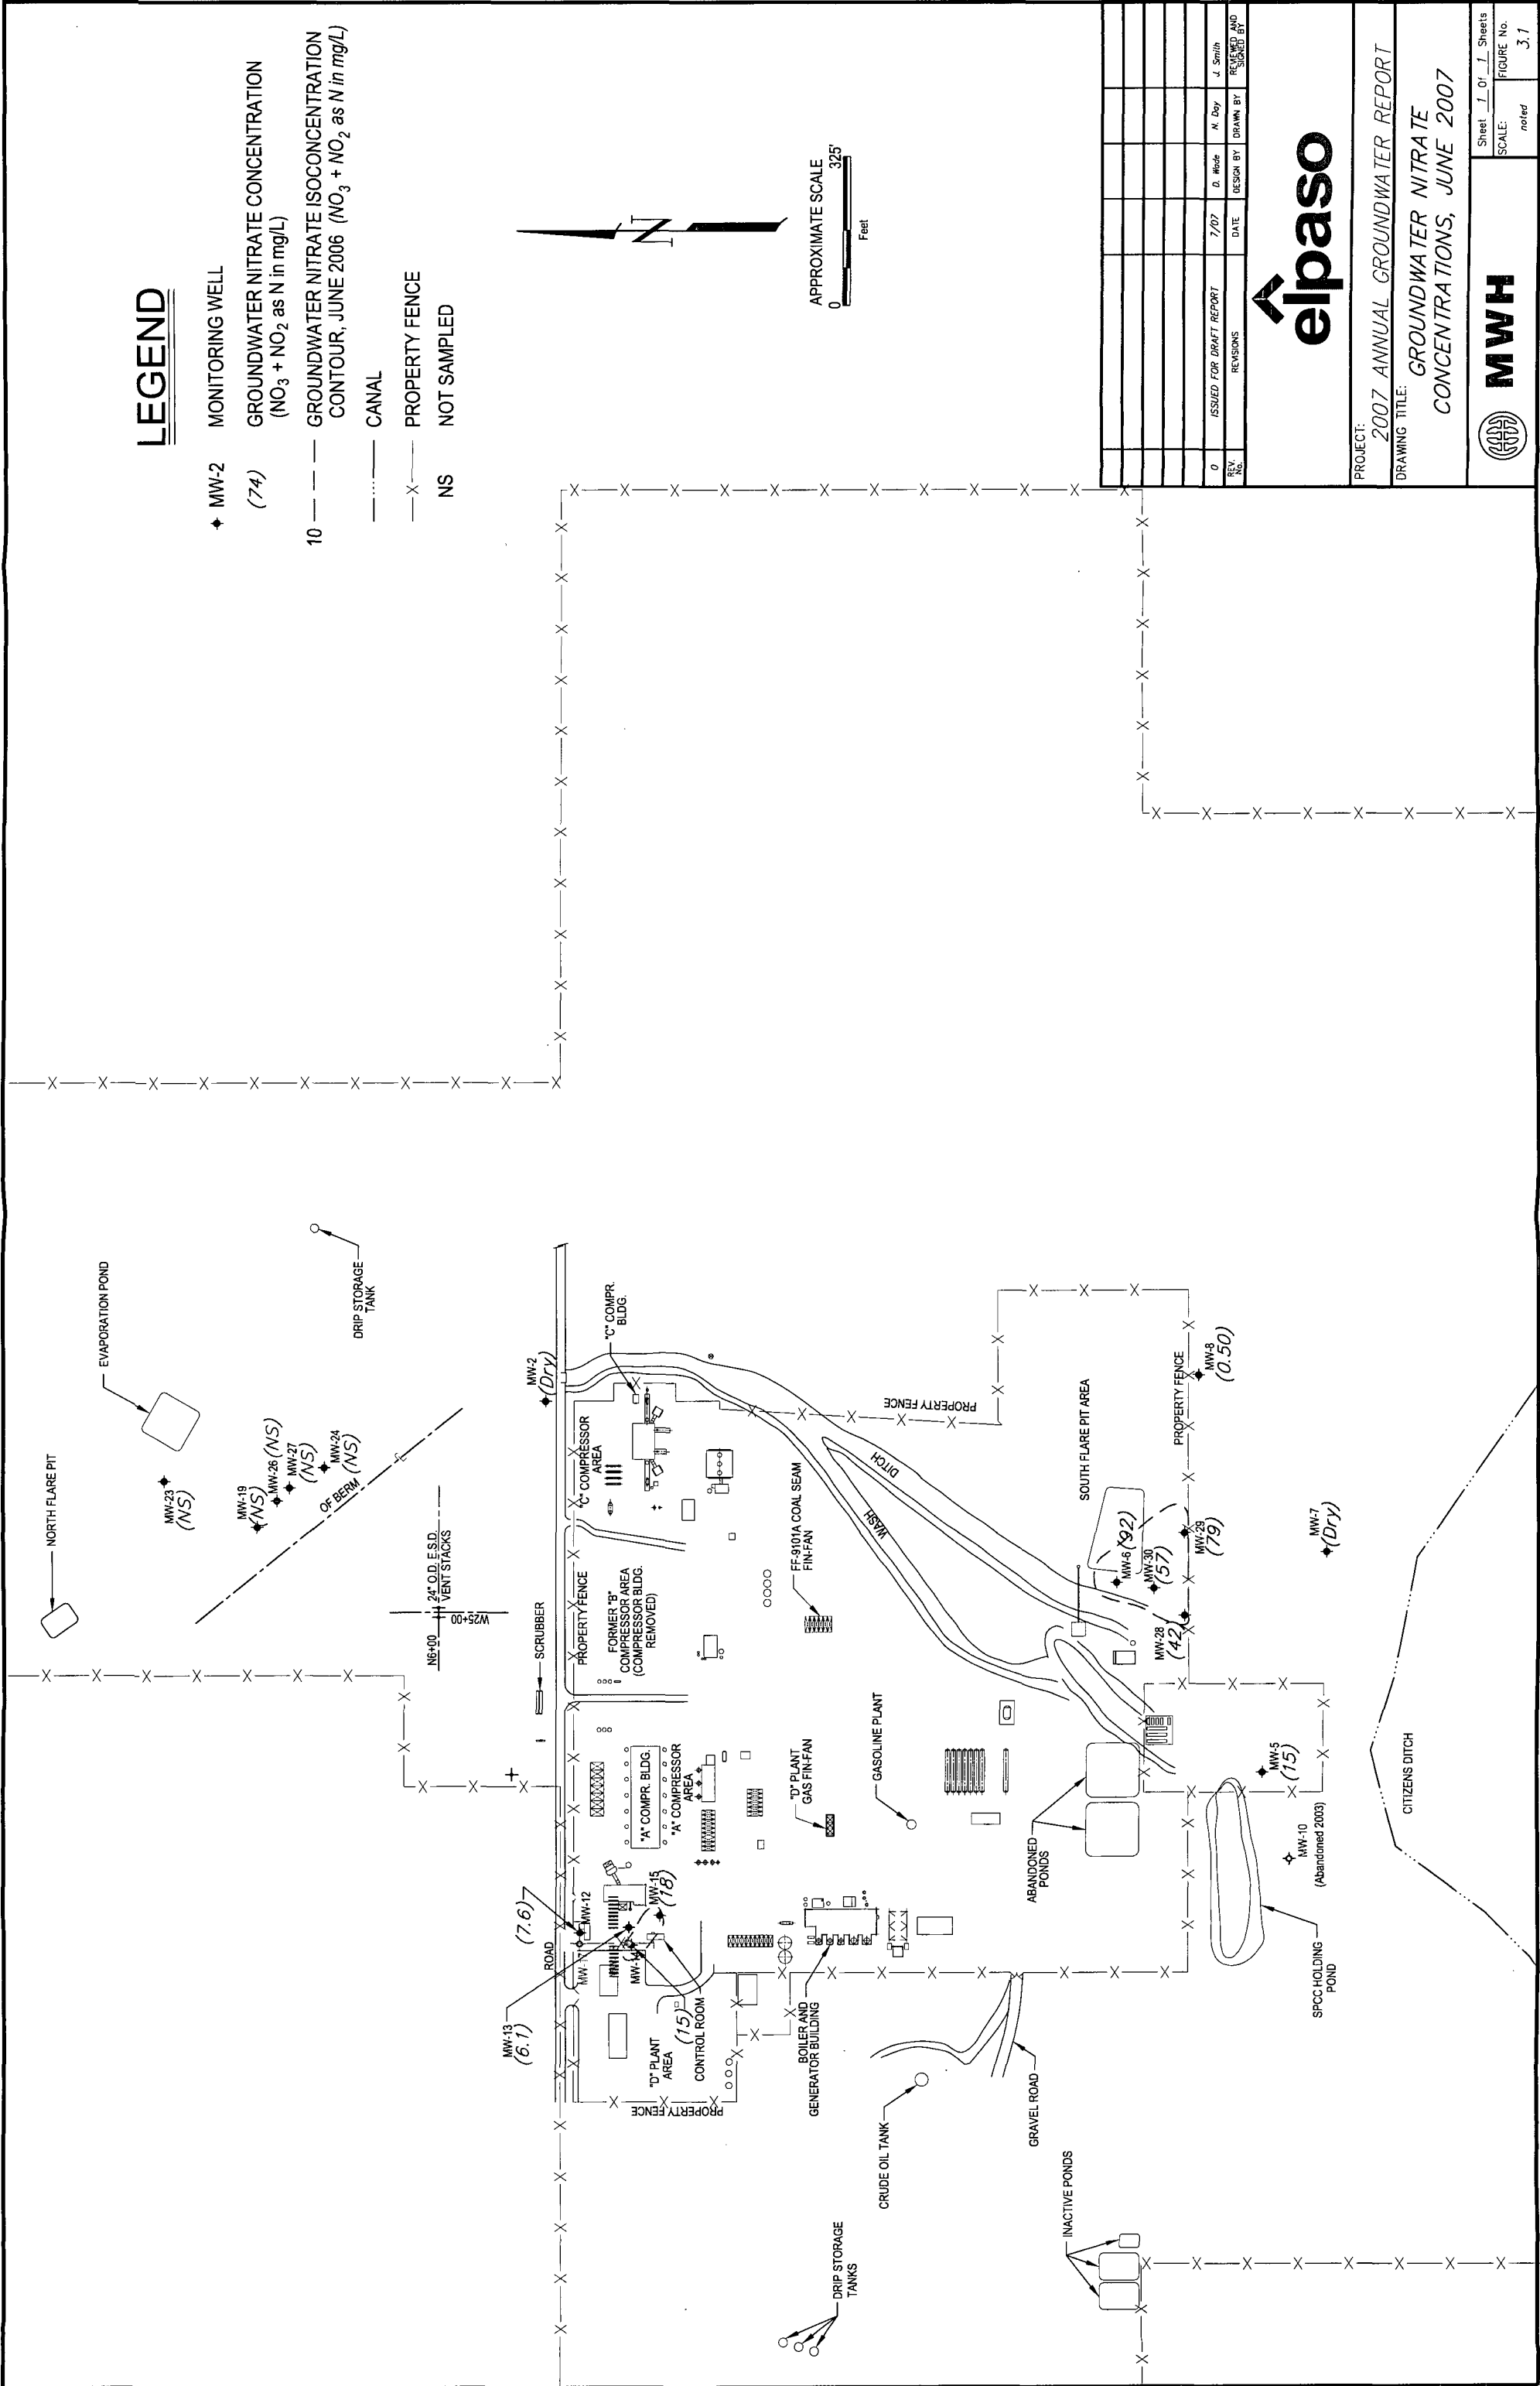 LEGEND
MW-2 MONITORING WELL
(74) GROUNDWATER NITRATE CONCENTRATION
(NO3 + NO2 as N in mg/L)
10 GROUNDWATER NITRATE ISOCONCENTRATION
CONTOUR, JUNE 2006 (NO3 + NO2 as N in mg/L)
CANAL
X PROPERTY FENCE
NS NOT SAMPLED
N
APPROXIMATE SCALE
0 325'
Feet
NORTH FLARE PIT
EVAPORATION POND
MW-23
(NS)
MW-19
(NS)
MW-26 (NS)
MW-27
(NS)
MW-24
(NS)
OF BERM
DRIP STORAGE
TANK
N6+00
24" O.D. E.S.D.
VENT STACKS
W25+00
SCRUBBER
MW-2
(Dry)
PROPERTY FENCE
"C" COMPR.
BLDG.
"C" COMPRESSOR
AREA
FORMER "B"
COMPRESSOR AREA
(COMPRESSOR BLDG.
REMOVED)
"A" COMPR. BLDG.
"A" COMPRESSOR
AREA
(7.6)
ROAD
MW-12
MW-13
(6.1)
MW-15
(18)
"D" PLANT
AREA
(15)
CONTROL ROOM
PROPERTY FENCE
BOILER AND
GENERATOR BUILDING
"D" PLANT
GAS FIN-FAN
FF-9101A COAL SEAM
FIN-FAN
GASOLINE PLANT
PROPERTY FENCE
WASH
DITCH
CRUDE OIL TANK
DRIP STORAGE
TANKS
GRAVEL ROAD
INACTIVE PONDS
ABANDONED
PONDS
SOUTH FLARE PIT AREA
MW-6 (92)
MW-30
(57)
MW-28
(42)
MW-29
(79)
PROPERTY FENCE
MW-8
(0.50)
MW-7
(Dry)
MW-5
(15)
MW-10
(Abandoned 2003)
SPCC HOLDING
POND
CITIZENS DITCH
0 ISSUED FOR DRAFT REPORT 7/07 D. Wade N. Day J. Smith
REV. No. REVISIONS DATE DESIGN BY DRAWN BY REVIEWED AND SIGNED BY
elpaso
PROJECT:
2007 ANNUAL GROUNDWATER REPORT
DRAWING TITLE:
GROUNDWATER NITRATE
CONCENTRATIONS, JUNE 2007
MWH
Sheet 1 Of 1 Sheets
SCALE: noted
FIGURE No. 3.1